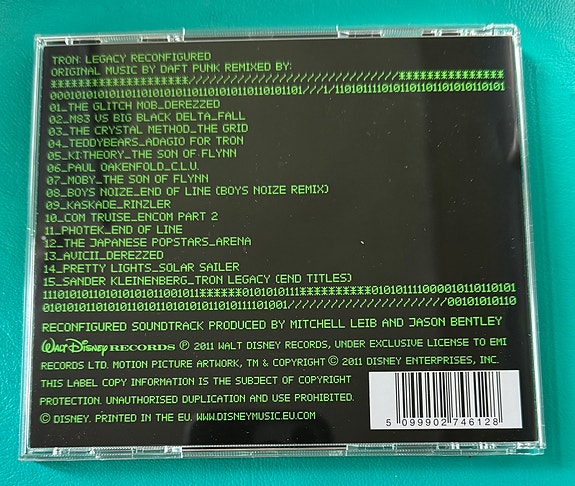 TRON: LEGACY RECONFIGURED
ORIGINAL MUSIC BY DAFT PUNK REMIXED BY:
01_THE GLITCH MOB_DEREZZED
02_M83 VS BIG BLACK DELTA_FALL
03_THE CRYSTAL METHOD_THE GRID
04_TEDDYBEARS_ADAGIO FOR TRON
05_KI:THEORY_THE SON OF FLYNN
06_PAUL OAKENFOLD_C.L.U.
07_MOBY_THE SON OF FLYNN
08_BOYS NOIZE_END OF LINE (BOYS NOIZE REMIX)
09_KASKADE_RINZLER
10_COM TRUISE_ENCOM PART 2
11_PHOTEK_END OF LINE
12_THE JAPANESE POPSTARS_ARENA
13_AVICII_DEREZZED
14_PRETTY LIGHTS_SOLAR SAILER
15_SANDER KLEINENBERG_TRON LEGACY (END TITLES)
RECONFIGURED SOUNDTRACK PRODUCED BY MITCHELL LEIB AND JASON BENTLEY
WALT DISNEY RECORDS ℗ 2011 WALT DISNEY RECORDS, UNDER EXCLUSIVE LICENSE TO EMI
RECORDS LTD. MOTION PICTURE ARTWORK, TM & COPYRIGHT © 2011 DISNEY ENTERPRISES, INC.
THIS LABEL COPY INFORMATION IS THE SUBJECT OF COPYRIGHT
PROTECTION. UNAUTHORISED DUPLICATION AND USE PROHIBITED.
© DISNEY. PRINTED IN THE EU. WWW.DISNEYMUSIC.EU.COM
5 099902 746128